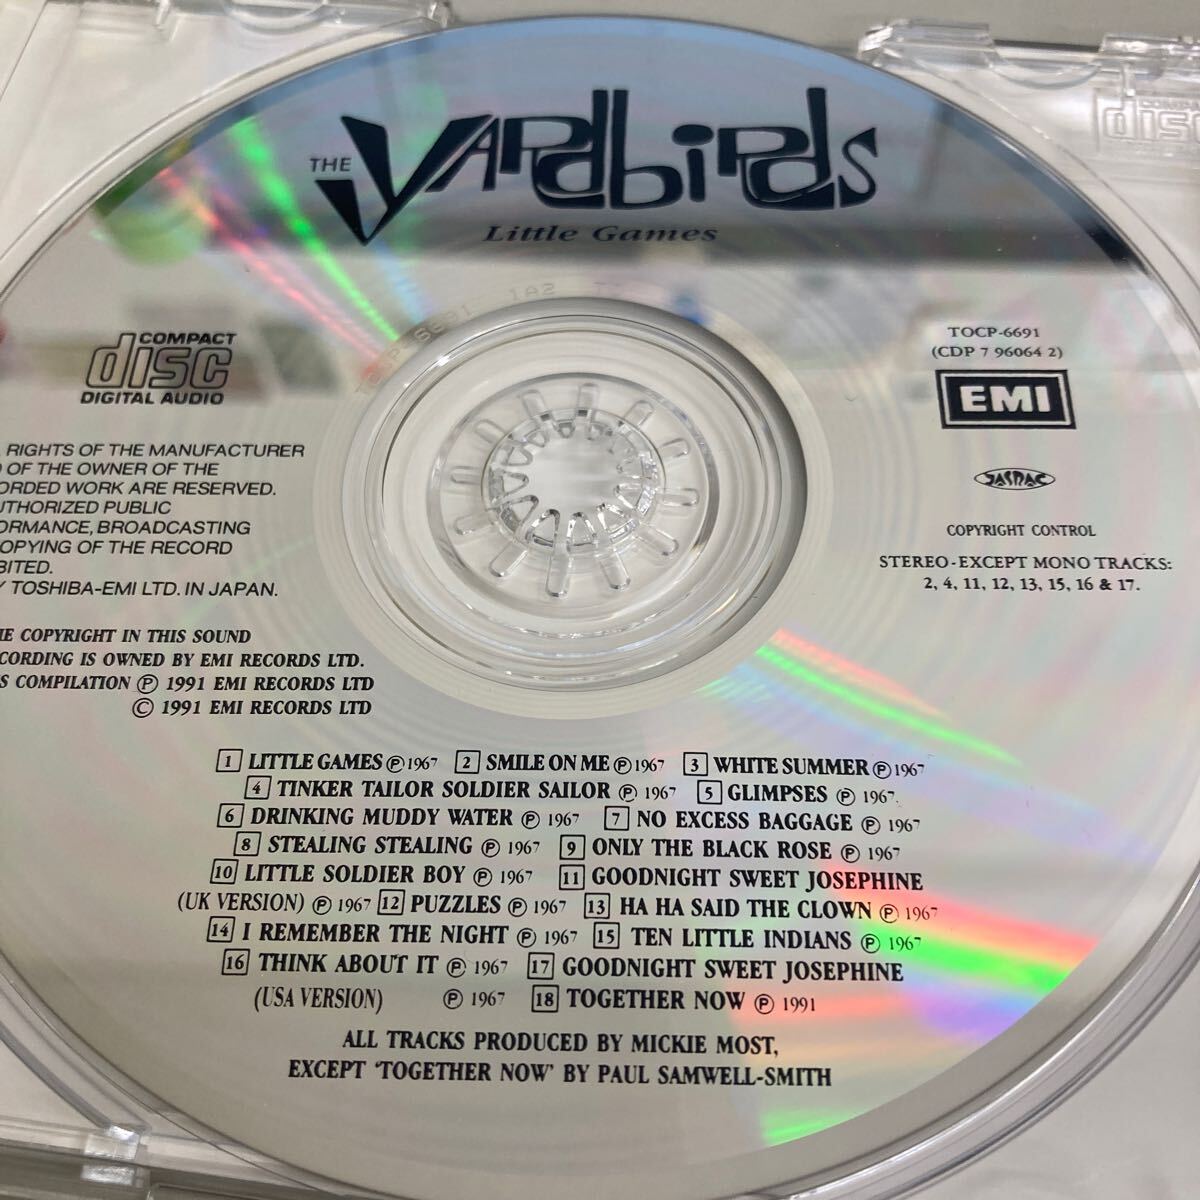 THE YARDbiRds
Little Games
COMPACT
disc
DIGITAL AUDIO
RIGHTS OF THE MANUFACTURER
OF THE OWNER OF THE
WORK ARE RESERVED.
PUBLIC
BROADCASTING
OF THE RECORD
TOSHIBA-EMI LTD. IN JAPAN.
COPYRIGHT IN THIS SOUND
IS OWNED BY EMI RECORDS LTD.
COMPILATION Ⓟ 1991 EMI RECORDS LTD
© 1991 EMI RECORDS LTD
TOCP-6691
(CDP 7 96064 2)
EMI
JASRAC
COPYRIGHT CONTROL
STEREO-EXCEPT MONO TRACKS:
2, 4, 11, 12, 13, 15, 16 & 17.
1A2
1 LITTLE GAMES Ⓟ 1967 2 SMILE ON ME Ⓟ 1967 3 WHITE SUMMER Ⓟ 1967
4 TINKER TAILOR SOLDIER SAILOR Ⓟ 1967 5 GLIMPSES Ⓟ 1967.
6 DRINKING MUDDY WATER Ⓟ 1967 7 NO EXCESS BAGGAGE Ⓟ 1967
8 STEALING STEALING Ⓟ 1967 9 ONLY THE BLACK ROSE Ⓟ 1967
10 LITTLE SOLDIER BOY Ⓟ 1967 11 GOODNIGHT SWEET JOSEPHINE
(UK VERSION) Ⓟ 1967 12 PUZZLES Ⓟ 1967 13 HA HA SAID THE CLOWN Ⓟ 1967
14 I REMEMBER THE NIGHT Ⓟ 1967 15 TEN LITTLE INDIANS Ⓟ 1967
16 THINK ABOUT IT Ⓟ 1967 17 GOODNIGHT SWEET JOSEPHINE
(USA VERSION) Ⓟ 1967 18 TOGETHER NOW Ⓟ 1991
ALL TRACKS PRODUCED BY MICKIE MOST,
EXCEPT 'TOGETHER NOW' BY PAUL SAMWELL-SMITH